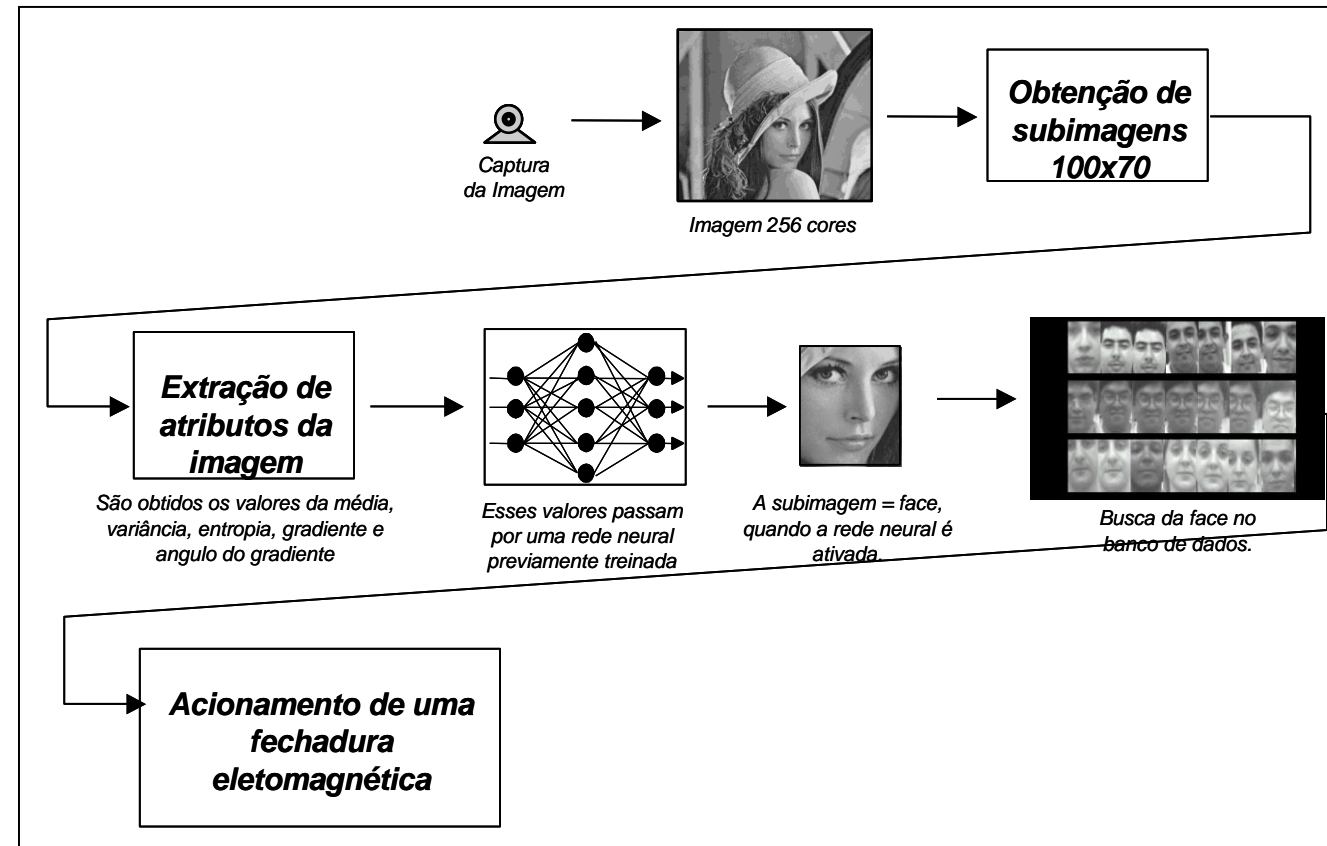 Captura
da Imagem
Imagem 256 cores
Obtenção de
subimagens
100x70
Extração de
atributos da
imagem
São obtidos os valores da média,
variância, entropia, gradiente e
angulo do gradiente
Esses valores passam
por uma rede neural
previamente treinada
A subimagem = face,
quando a rede neural é
ativada.
Busca da face no
banco de dados.
Acionamento de uma
fechadura
eletomagnética